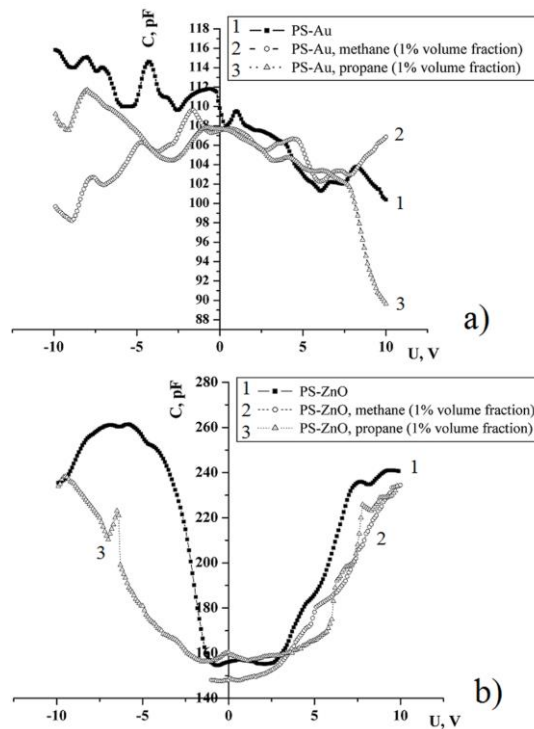 C, pF
1 PS-Au
2 PS-Au, methane (1% volume fraction)
3 PS-Au, propane (1% volume fraction)
118
116
114
112
110
108
106
104
102
100
98
96
94
92
90
88
2
1
3
-10 -5 0 5 10
U, V
a)
C, pF
1 PS-ZnO
2 PS-ZnO, methane (1% volume fraction)
3 PS-ZnO, propane (1% volume fraction)
280
260
240
220
200
180
160
140
1
2
3
-10 -5 0 5 10
U, V
b)